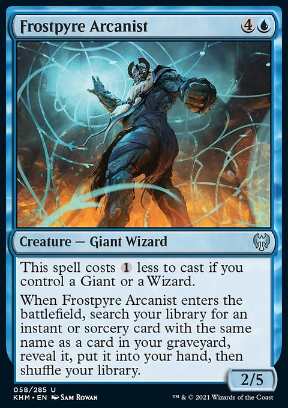 Frostpyre Arcanist 4
Creature — Giant Wizard
This spell costs 1 less to cast if you
control a Giant or a Wizard.
When Frostpyre Arcanist enters the
battlefield, search your library for an
instant or sorcery card with the same
name as a card in your graveyard,
reveal it, put it into your hand, then
shuffle your library.
2/5
058/285 U
KHM • EN Sam Rowan
™ & © 2021 Wizards of the Coast